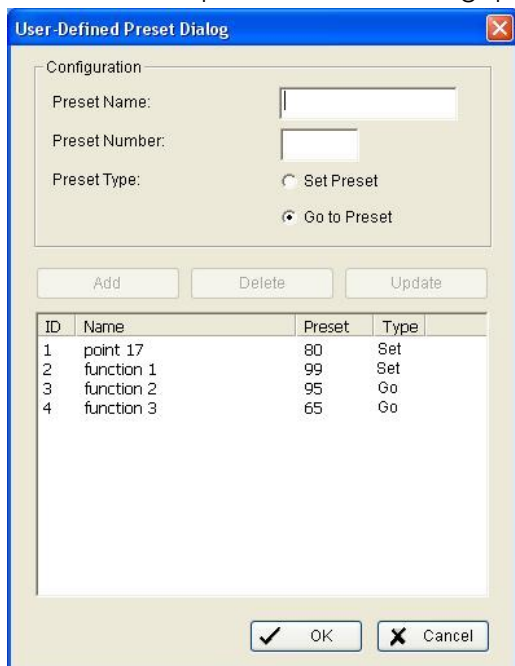 User-Defined Preset Dialog
Configuration
Preset Name:
Preset Number:
Preset Type: Set Preset
Go to Preset
Add Delete Update
ID Name Preset Type
1 point 17 80 Set
2 function 1 99 Set
3 function 2 95 Go
4 function 3 65 Go
OK Cancel